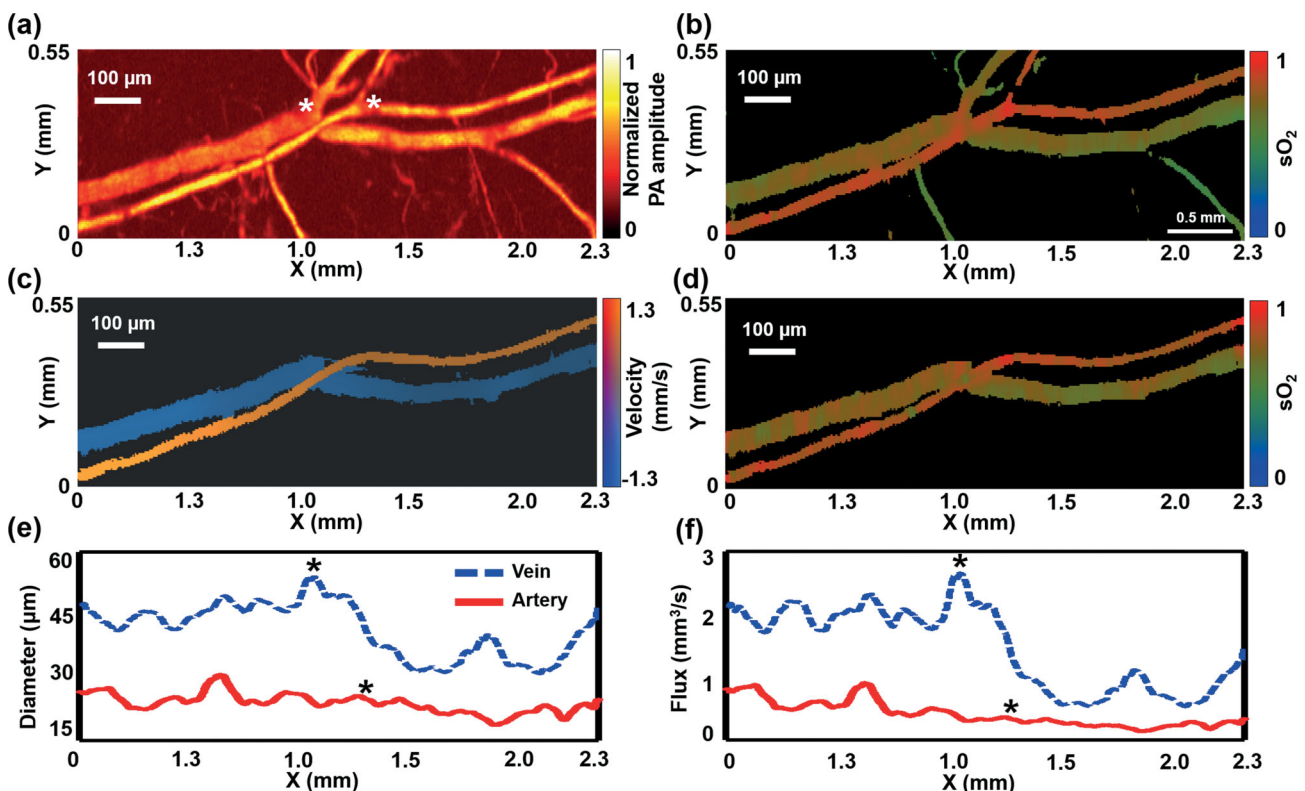 (a)
0.55
100 µm
* *
Y (mm)
0
0 1.3 1.0 1.5 2.0 2.3
X (mm)
1
Normalized
PA amplitude
0
(b)
0.55
100 µm
Y (mm)
0
0.5 mm
0 1.3 1.0 1.5 2.0 2.3
X (mm)
1
sO2
0
(c)
0.55
100 µm
Y (mm)
0
0 1.3 1.0 1.5 2.0 2.3
X (mm)
1.3
Velocity
(mm/s)
-1.3
(d)
0.55
100 µm
Y (mm)
0
0 1.3 1.0 1.5 2.0 2.3
X (mm)
1
sO2
0
(e)
60
45
30
15
Diameter (µm)
*
Vein
Artery
*
0 1.3 1.0 1.5 2.0 2.3
X (mm)
(f)
3
2
1
0
Flux (mm³/s)
*
*
0 1.3 1.0 1.5 2.0 2.3
X (mm)